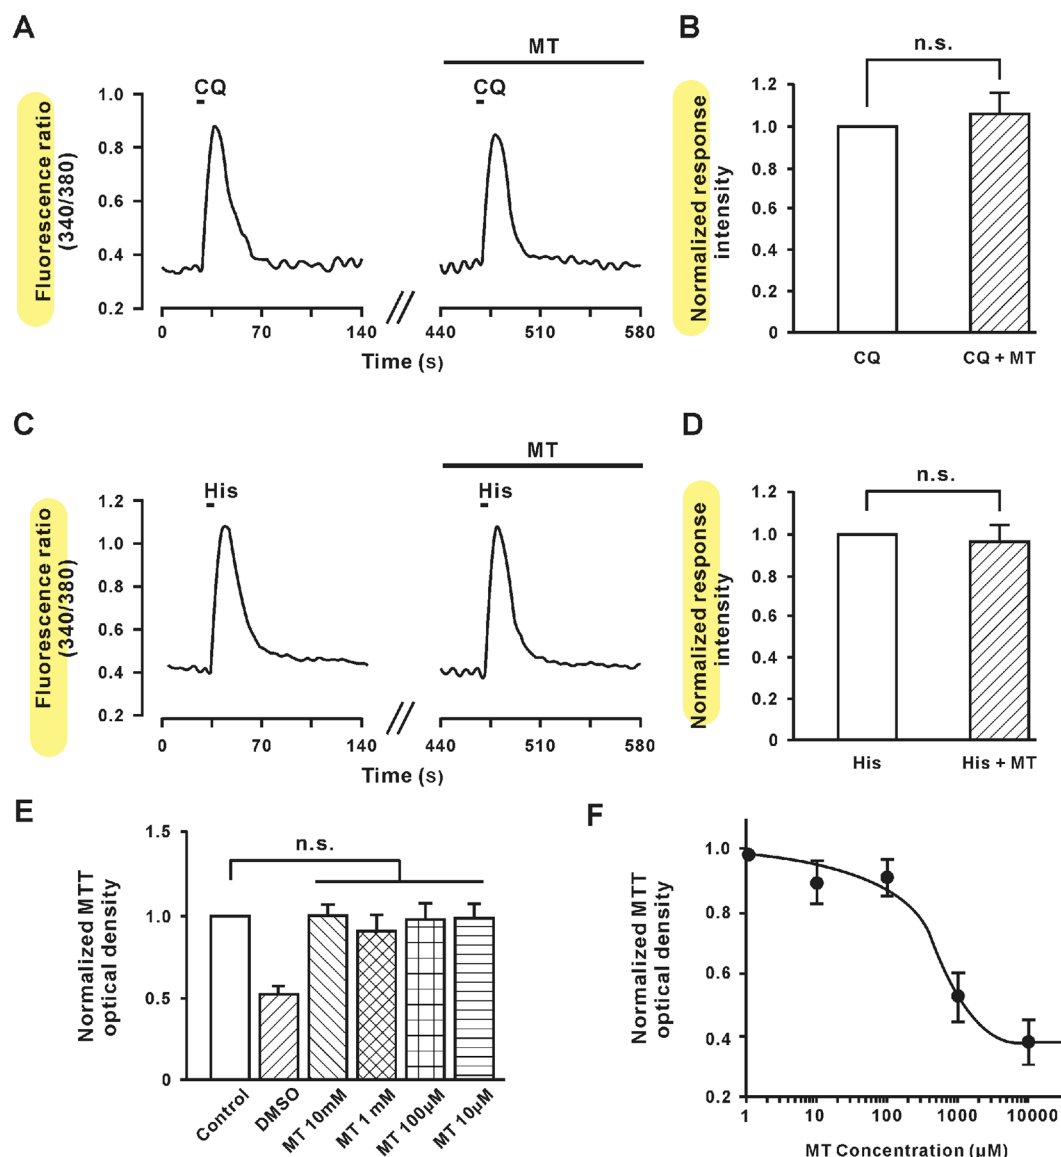 A
MT
CQ
CQ
Fluorescence ratio
(340/380)
1.0
0.8
0.6
0.4
0.2
0
70
140
440
510
580
Time (s)
B
n.s.
Normalized response
intensity
1.2
1.0
0.8
0.6
0.4
0.2
0
CQ
CQ + MT
C
MT
His
His
Fluorescence ratio
(340/380)
1.2
1.0
0.8
0.6
0.4
0.2
0
70
140
440
510
580
Time (s)
D
n.s.
Normalized response
intensity
1.2
1.0
0.8
0.6
0.4
0.2
0
His
His + MT
E
n.s.
Normalized MTT
optical density
1.5
1.0
0.5
0
Control
DMSO
MT 10mM
MT 1 mM
MT 100µM
MT 10µM
F
Normalized MTT
optical density
1.0
0.8
0.6
0.4
0.2
1
10
100
1000
10000
MT Concentration (µM)